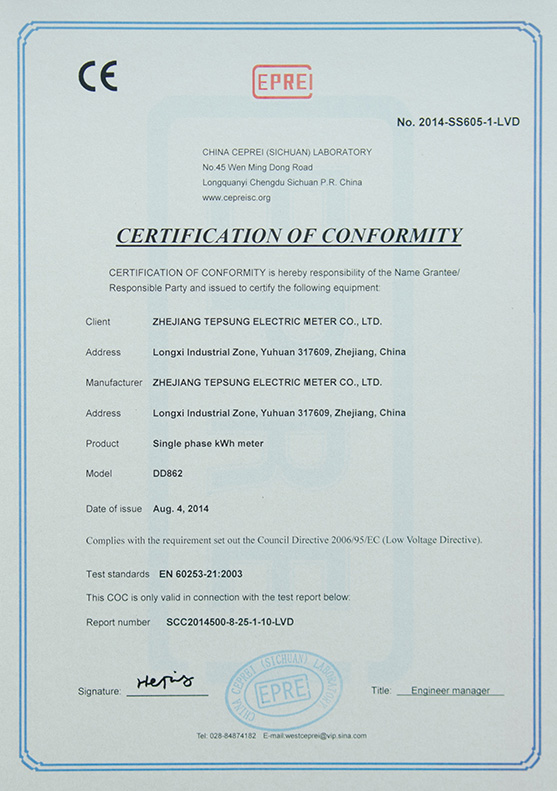 CE
EPREI
No. 2014-SS605-1-LVD
CHINA CEPREI (SICHUAN) LABORATORY
No.45 Wen Ming Dong Road
Longquanyi Chengdu Sichuan P.R. China
www.cepreisc.org
CERTIFICATION OF CONFORMITY
CERTIFICATION OF CONFORMITY is hereby responsibility of the Name Grantee/
Responsible Party and issued to certify the following equipment:
Client ZHEJIANG TEPSUNG ELECTRIC METER CO., LTD.
Address Longxi Industrial Zone, Yuhuan 317609, Zhejiang, China
Manufacturer ZHEJIANG TEPSUNG ELECTRIC METER CO., LTD.
Address Longxi Industrial Zone, Yuhuan 317609, Zhejiang, China
Product Single phase kWh meter
Model DD862
Date of issue Aug. 4, 2014
Complies with the requirement set out the Council Directive 2006/95/EC (Low Voltage Directive).
Test standards EN 60253-21:2003
This COC is only valid in connection with the test report below:
Report number SCC2014500-8-25-1-10-LVD
Signature:
CHINA CEPREI (SICHUAN) LABORATORY
EPREI
Title: Engineer manager
Tel: 028-84874182 E-mail:westceprei@vip.sina.com